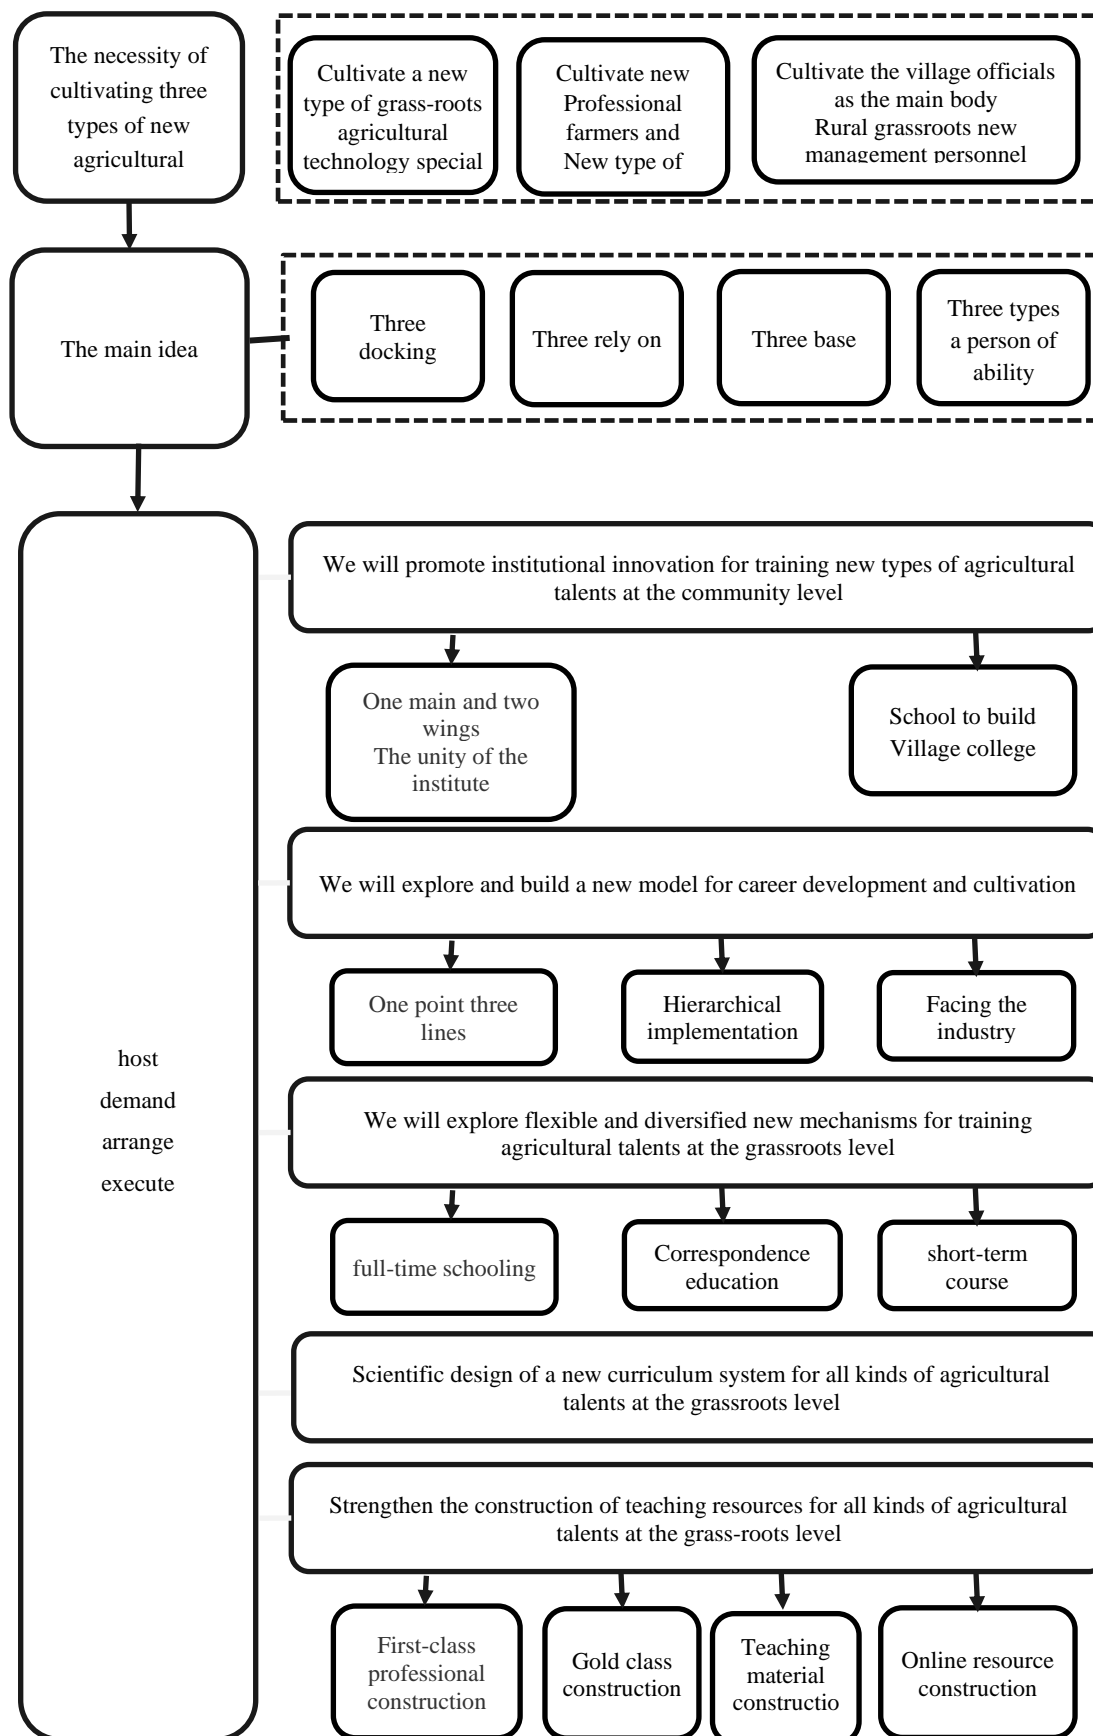 The necessity of
cultivating three
types of new
agricultural
Cultivate a new
type of grass-roots
agricultural
technology special
Cultivate new
Professional
farmers and
New type of
Cultivate the village officials
as the main body
Rural grassroots new
management personnel
The main idea
Three
docking
Three rely on
Three base
Three types
a person of
ability
host
demand
arrange
execute
We will promote institutional innovation for training new types of agricultural
talents at the community level
One main and two
wings
The unity of the
institute
School to build
Village college
We will explore and build a new model for career development and cultivation
One point three
lines
Hierarchical
implementation
Facing the
industry
We will explore flexible and diversified new mechanisms for training
agricultural talents at the grassroots level
full-time schooling
Correspondence
education
short-term
course
Scientific design of a new curriculum system for all kinds of agricultural
talents at the grassroots level
Strengthen the construction of teaching resources for all kinds of agricultural
talents at the grass-roots level
First-class
professional
construction
Gold class
construction
Teaching
material
constructio
Online resource
construction